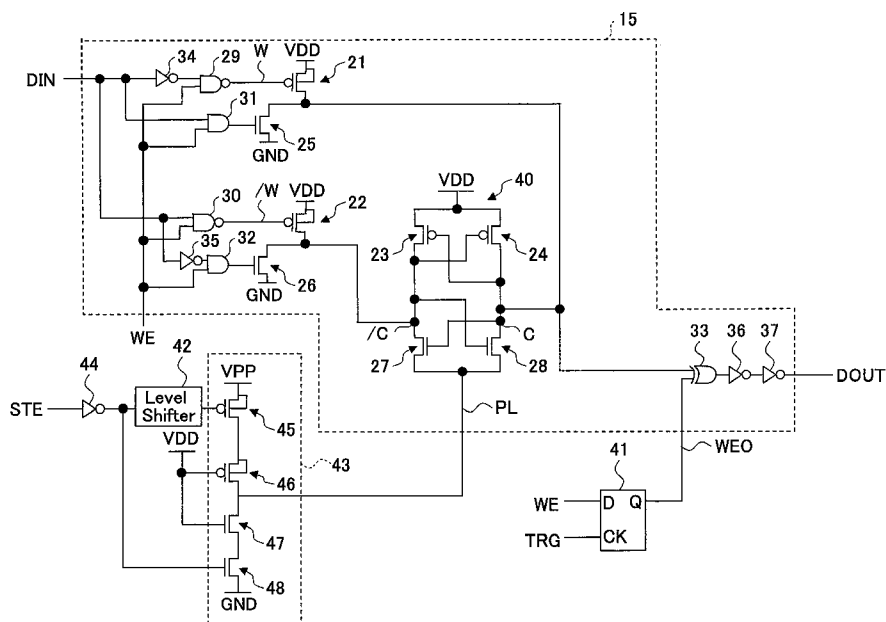 15
DIN
34
29
W
VDD
21
31
25
GND
30
/W
VDD
22
35
32
26
GND
WE
VDD
40
23
24
/C
C
27
28
PL
33
36
37
DOUT
WEO
44
42
STE
Level
Shifter
VPP
45
VDD
46
43
47
48
GND
41
WE
D
Q
TRG
CK